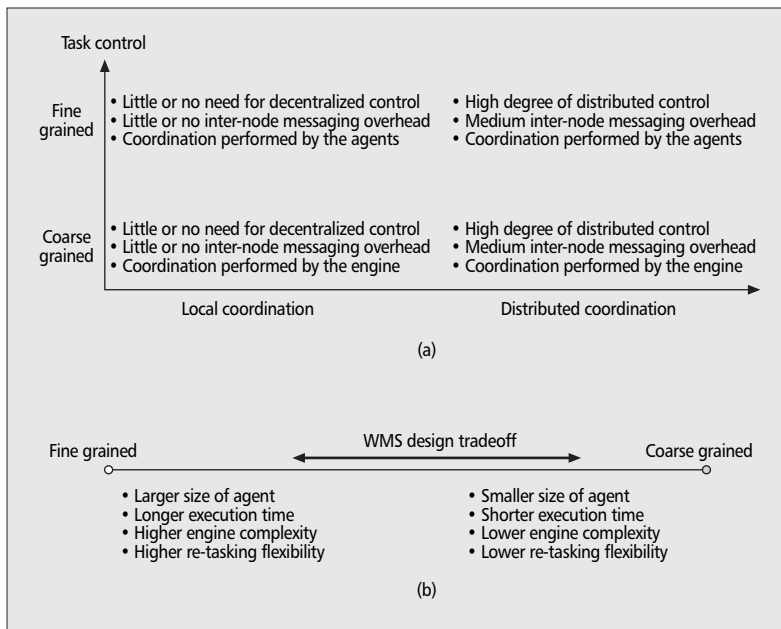 Task control
Fine
grained
• Little or no need for decentralized control
• Little or no inter-node messaging overhead
• Coordination performed by the agents
• High degree of distributed control
• Medium inter-node messaging overhead
• Coordination performed by the agents
Coarse
grained
• Little or no need for decentralized control
• Little or no inter-node messaging overhead
• Coordination performed by the engine
• High degree of distributed control
• Medium inter-node messaging overhead
• Coordination performed by the engine
Local coordination
Distributed coordination
(a)
WMS design tradeoff
Fine grained
Coarse grained
• Larger size of agent
• Longer execution time
• Higher engine complexity
• Higher re-tasking flexibility
• Smaller size of agent
• Shorter execution time
• Lower engine complexity
• Lower re-tasking flexibility
(b)